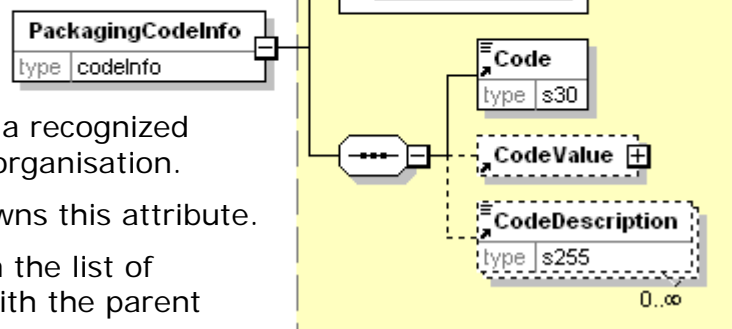 PackagingCodeInfo
type codeInfo
a recognized
organisation.
wns this attribute.
the list of
ith the parent
Code
type s30
CodeValue
CodeDescription
type s255
0..∞